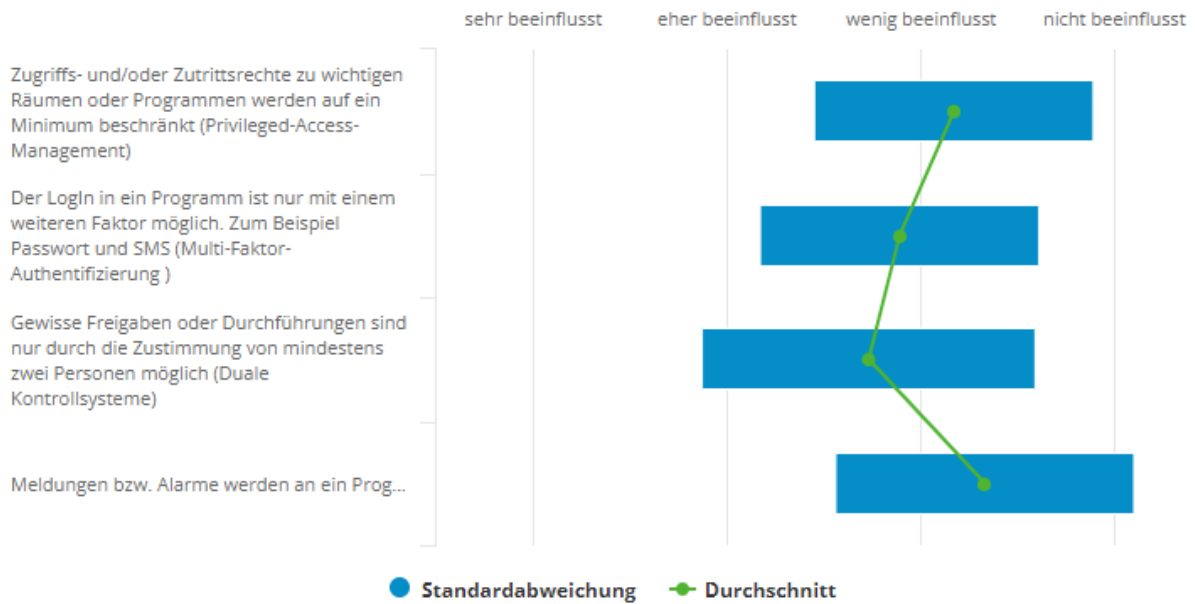 sehr beeinflusst eher beeinflusst wenig beeinflusst nicht beeinflusst
Zugriffs- und/oder Zutrittsrechte zu wichtigen
Räumen oder Programmen werden auf ein
Minimum beschränkt (Privileged-Access-
Management)
Der LogIn in ein Programm ist nur mit einem
weiteren Faktor möglich. Zum Beispiel
Passwort und SMS (Multi-Faktor-
Authentifizierung )
Gewisse Freigaben oder Durchführungen sind
nur durch die Zustimmung von mindestens
zwei Personen möglich (Duale
Kontrollsysteme)
Meldungen bzw. Alarme werden an ein Prog...
Standardabweichung Durchschnitt